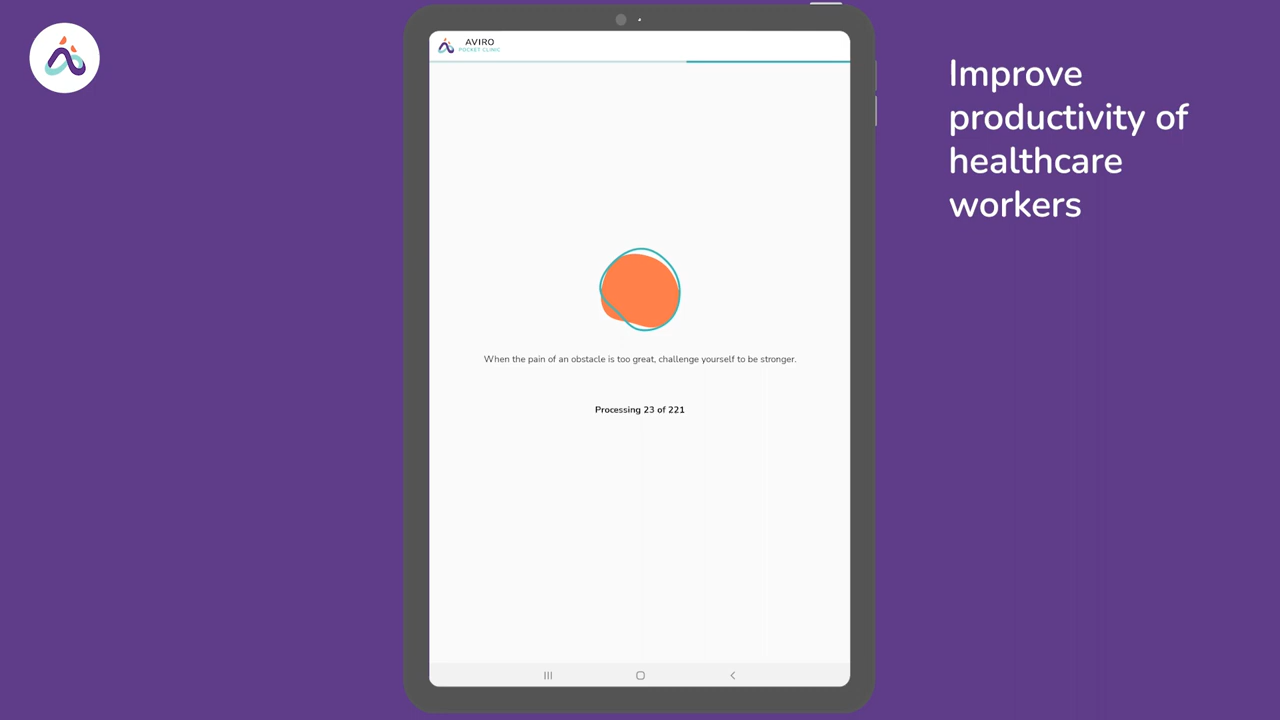 AVIRO
POCKET CLINIC
Improve
productivity of
healthcare
workers
When the pain of an obstacle is too great, challenge yourself to be stronger.
Processing 23 of 221